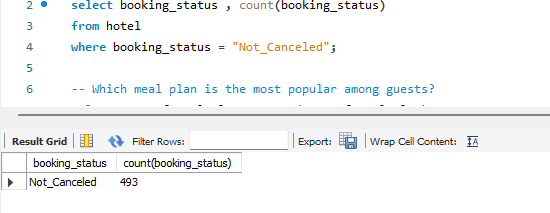 2 select booking_status , count(booking_status)
3 from hotel
4 where booking_status = "Not_Canceled";
5
6 -- Which meal plan is the most popular among guests?
Result Grid Filter Rows: Export: Wrap Cell Content: IA
booking_status count(booking_status)
Not_Canceled 493